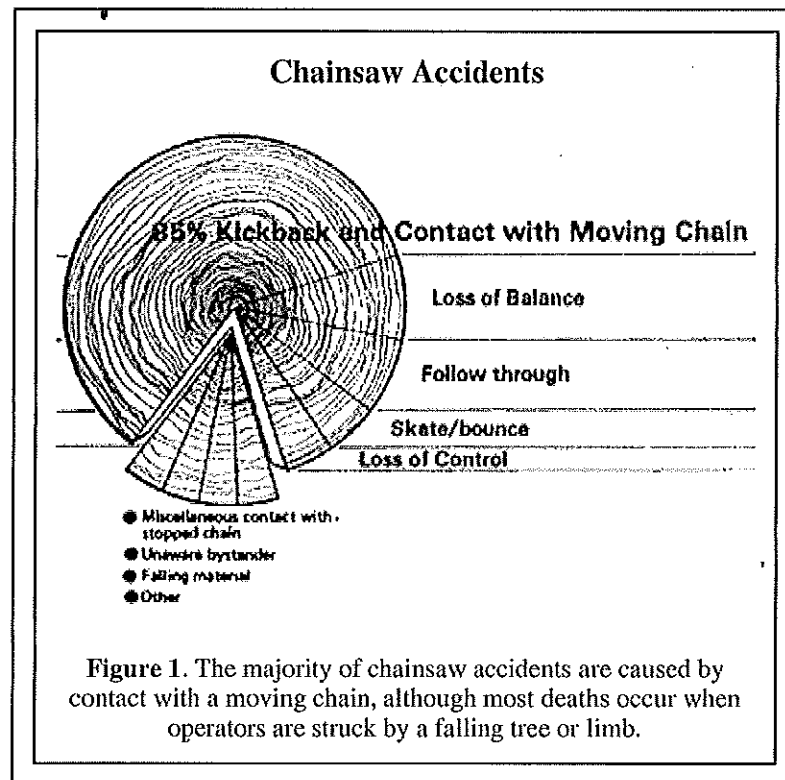 Chainsaw Accidents
85% Kickback and Contact with Moving Chain
Loss of Balance
Follow through
Skate/bounce
Loss of Control
● Miscellaneous contact with
stopped chain
● Unaware bystander
● Falling material
● Other
Figure 1. The majority of chainsaw accidents are caused by
contact with a moving chain, although most deaths occur when
operators are struck by a falling tree or limb.